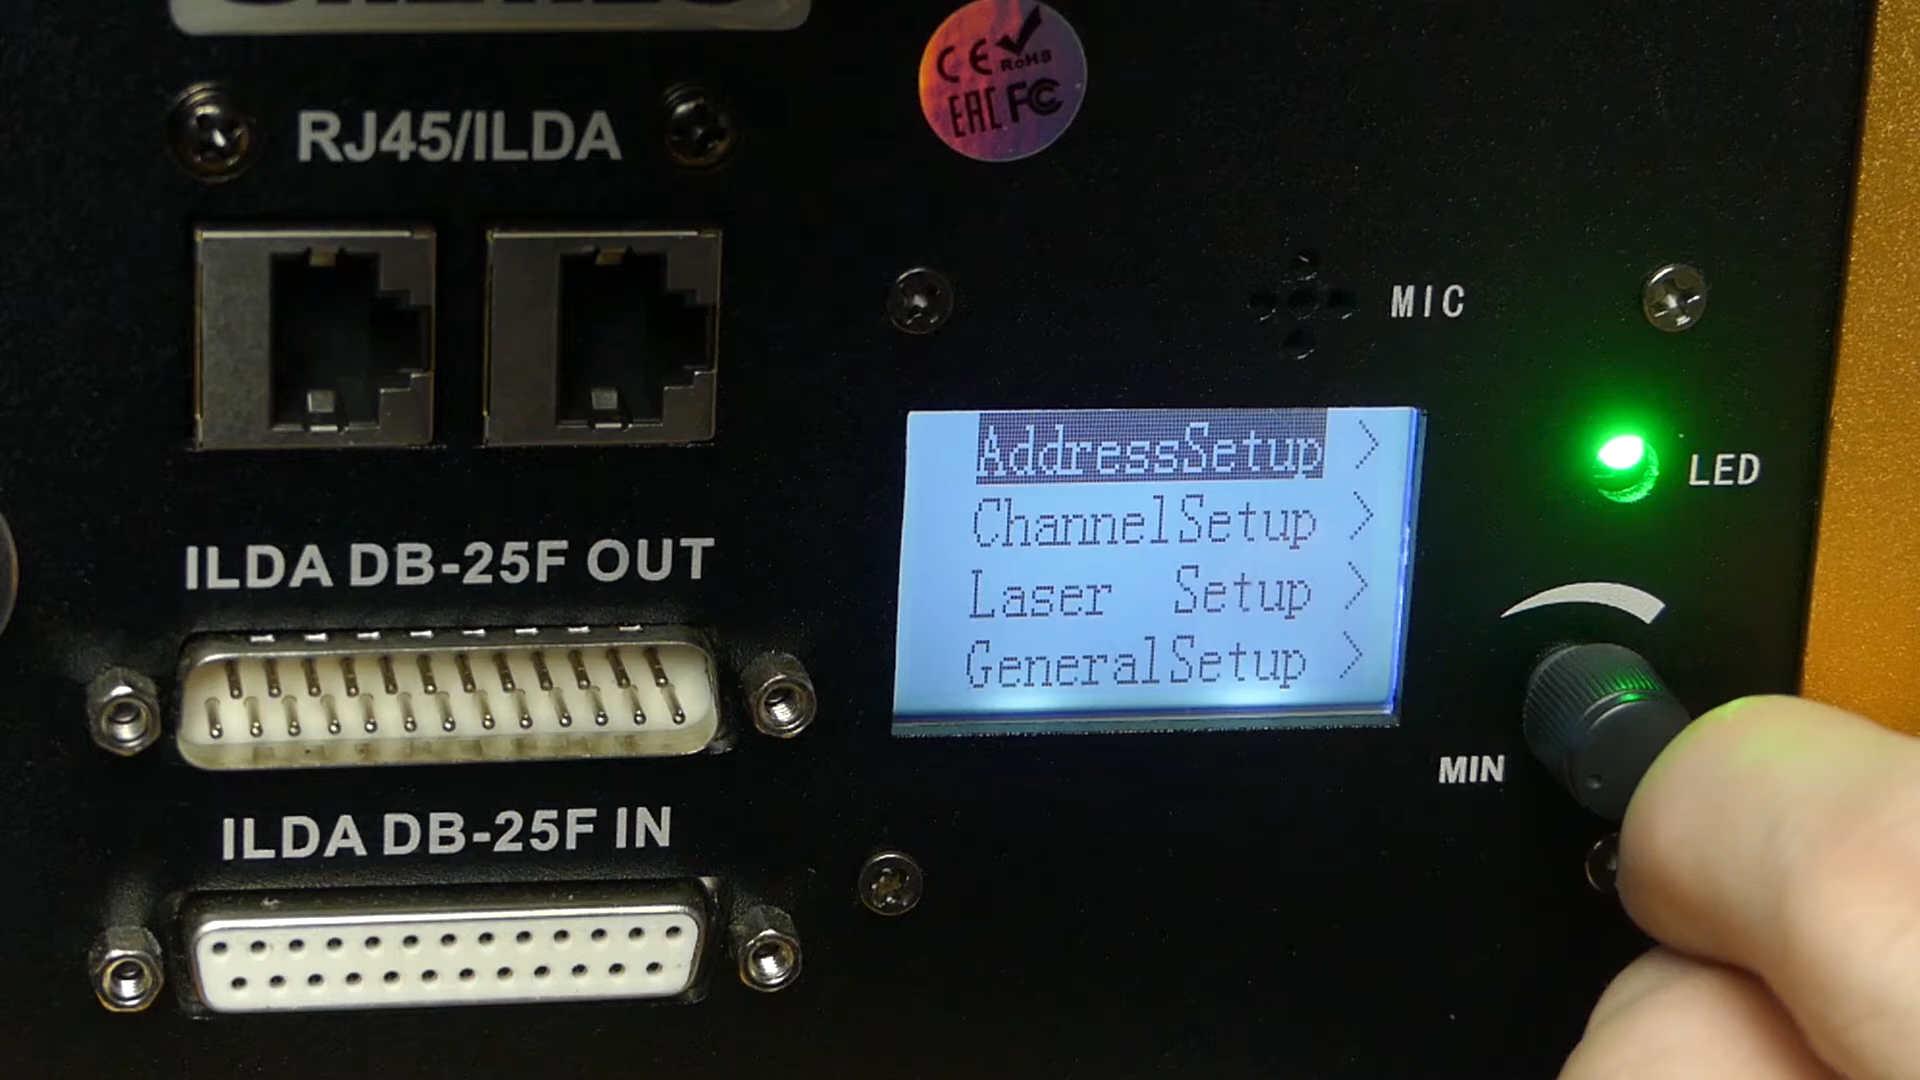 RJ45/ILDA
CE RoHS
EAC FC
MIC
AddressSetup >
ChannelSetup >
Laser Setup >
GeneralSetup >
LED
MIN
ILDA DB-25F OUT
ILDA DB-25F IN